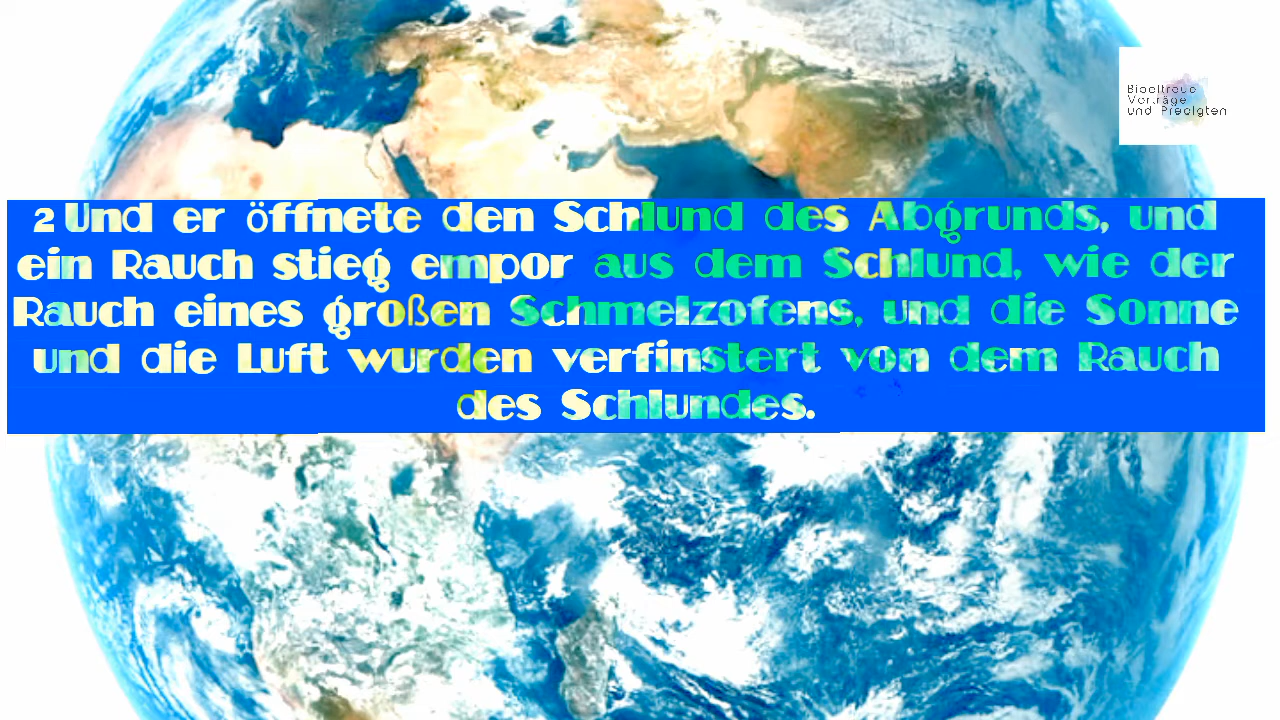 Bibeltreue
Vorträge
und Predigten
2 Und er öffnete den Schlund des Abgrunds, und
ein Rauch stieg empor aus dem Schlund, wie der
Rauch eines großen Schmelzofens, und die Sonne
und die Luft wurden verfinstert von dem Rauch
des Schlundes.